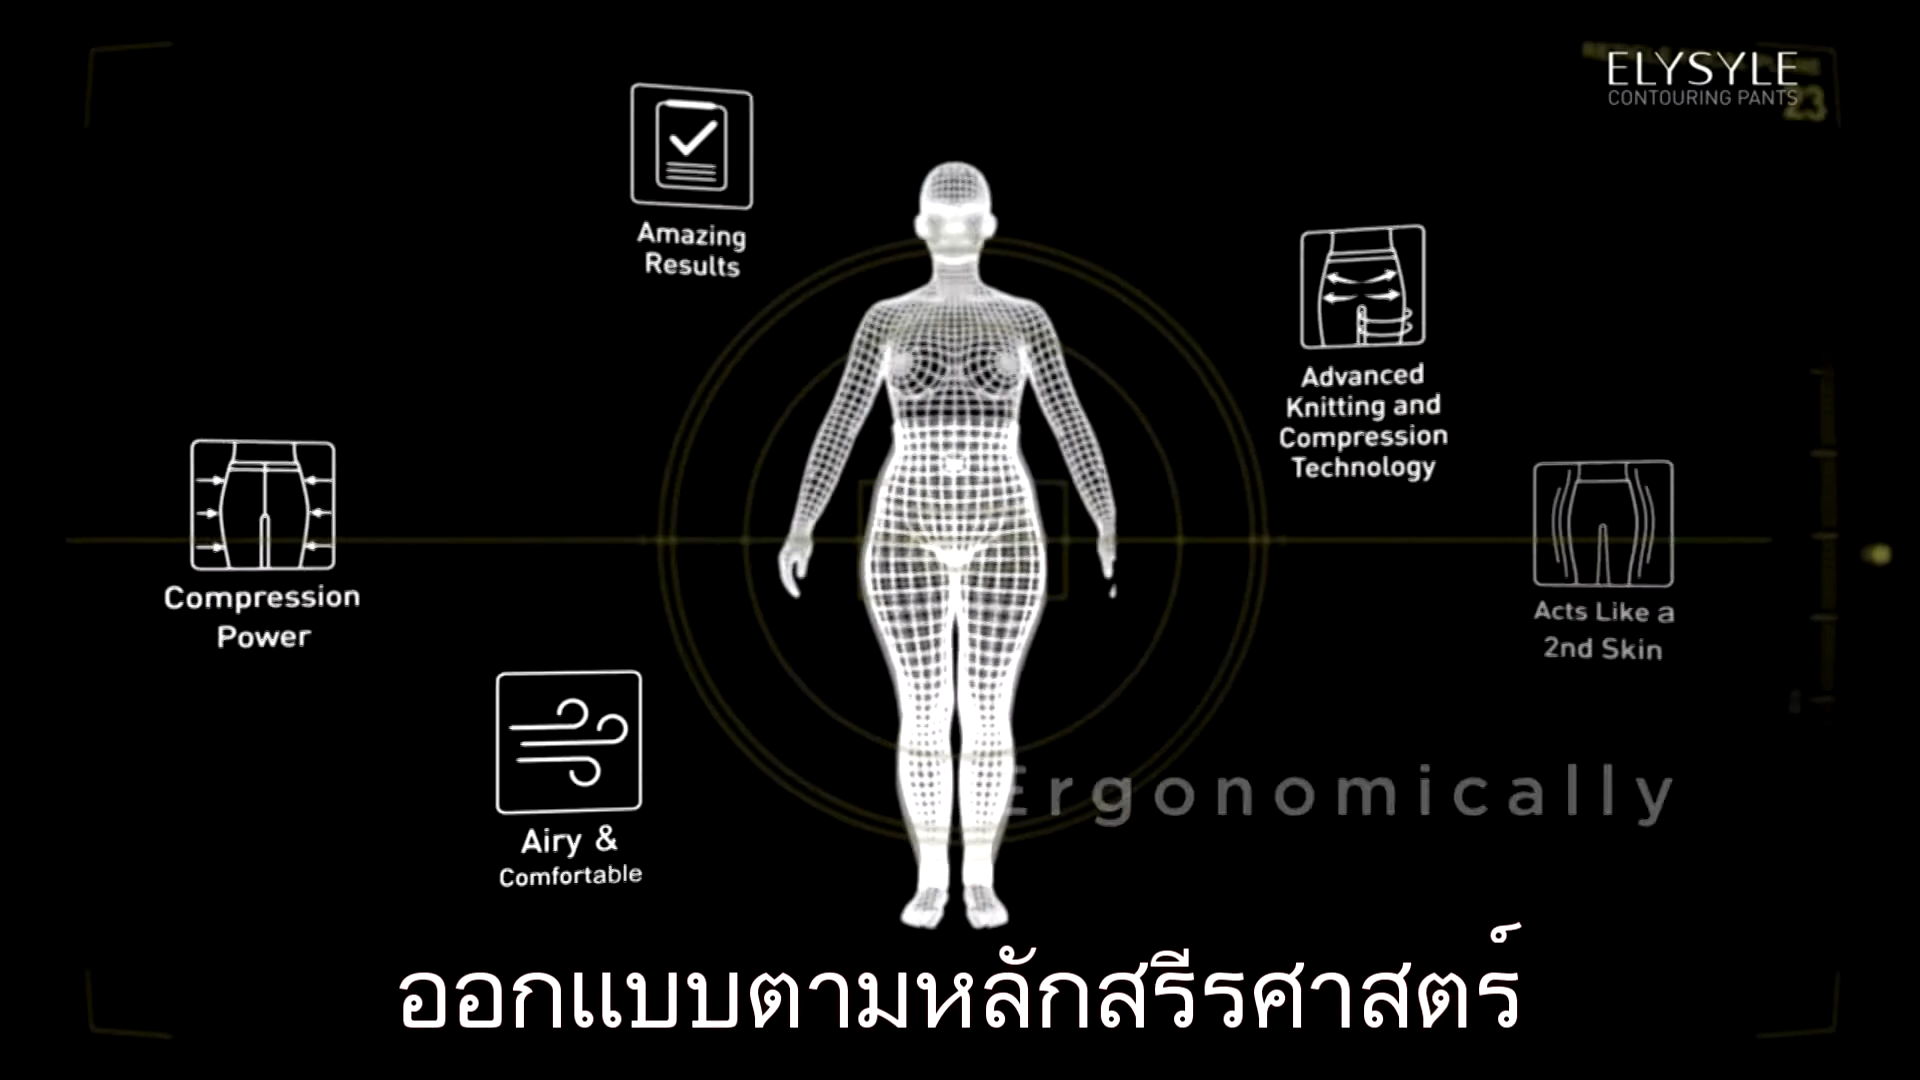 ELYSYLE
CONTOURING PANTS
23
Amazing
Results
Advanced
Knitting and
Compression
Technology
Compression
Power
Acts Like a
2nd Skin
Airy &
Comfortable
Ergonomically
ออกแบบตามหลักสรีรศาสตร์